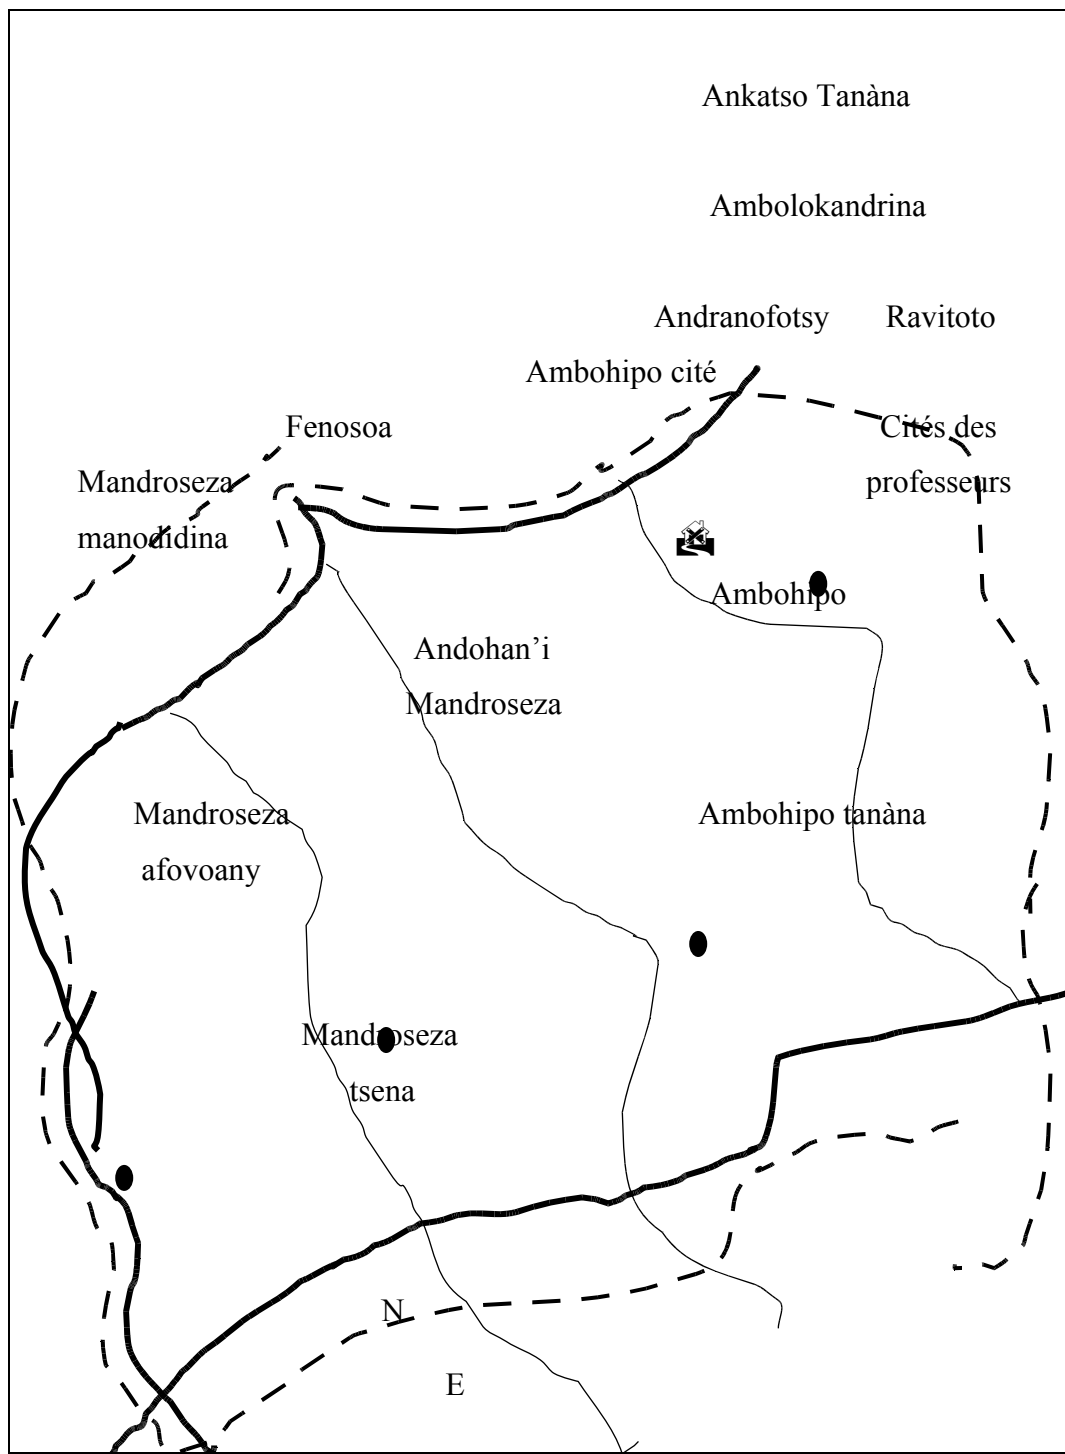 Ankatso Tanàna
Ambolokandrina
Andranofotsy Ravitoto
Ambohipo cité
Fenosoa
Cités des
professeurs
Mandroseza
manodidina
Ambohipo
Andohan’i
Mandroseza
Mandroseza
afovoany
Ambohipo tanàna
Mandroseza
tsena
N
E